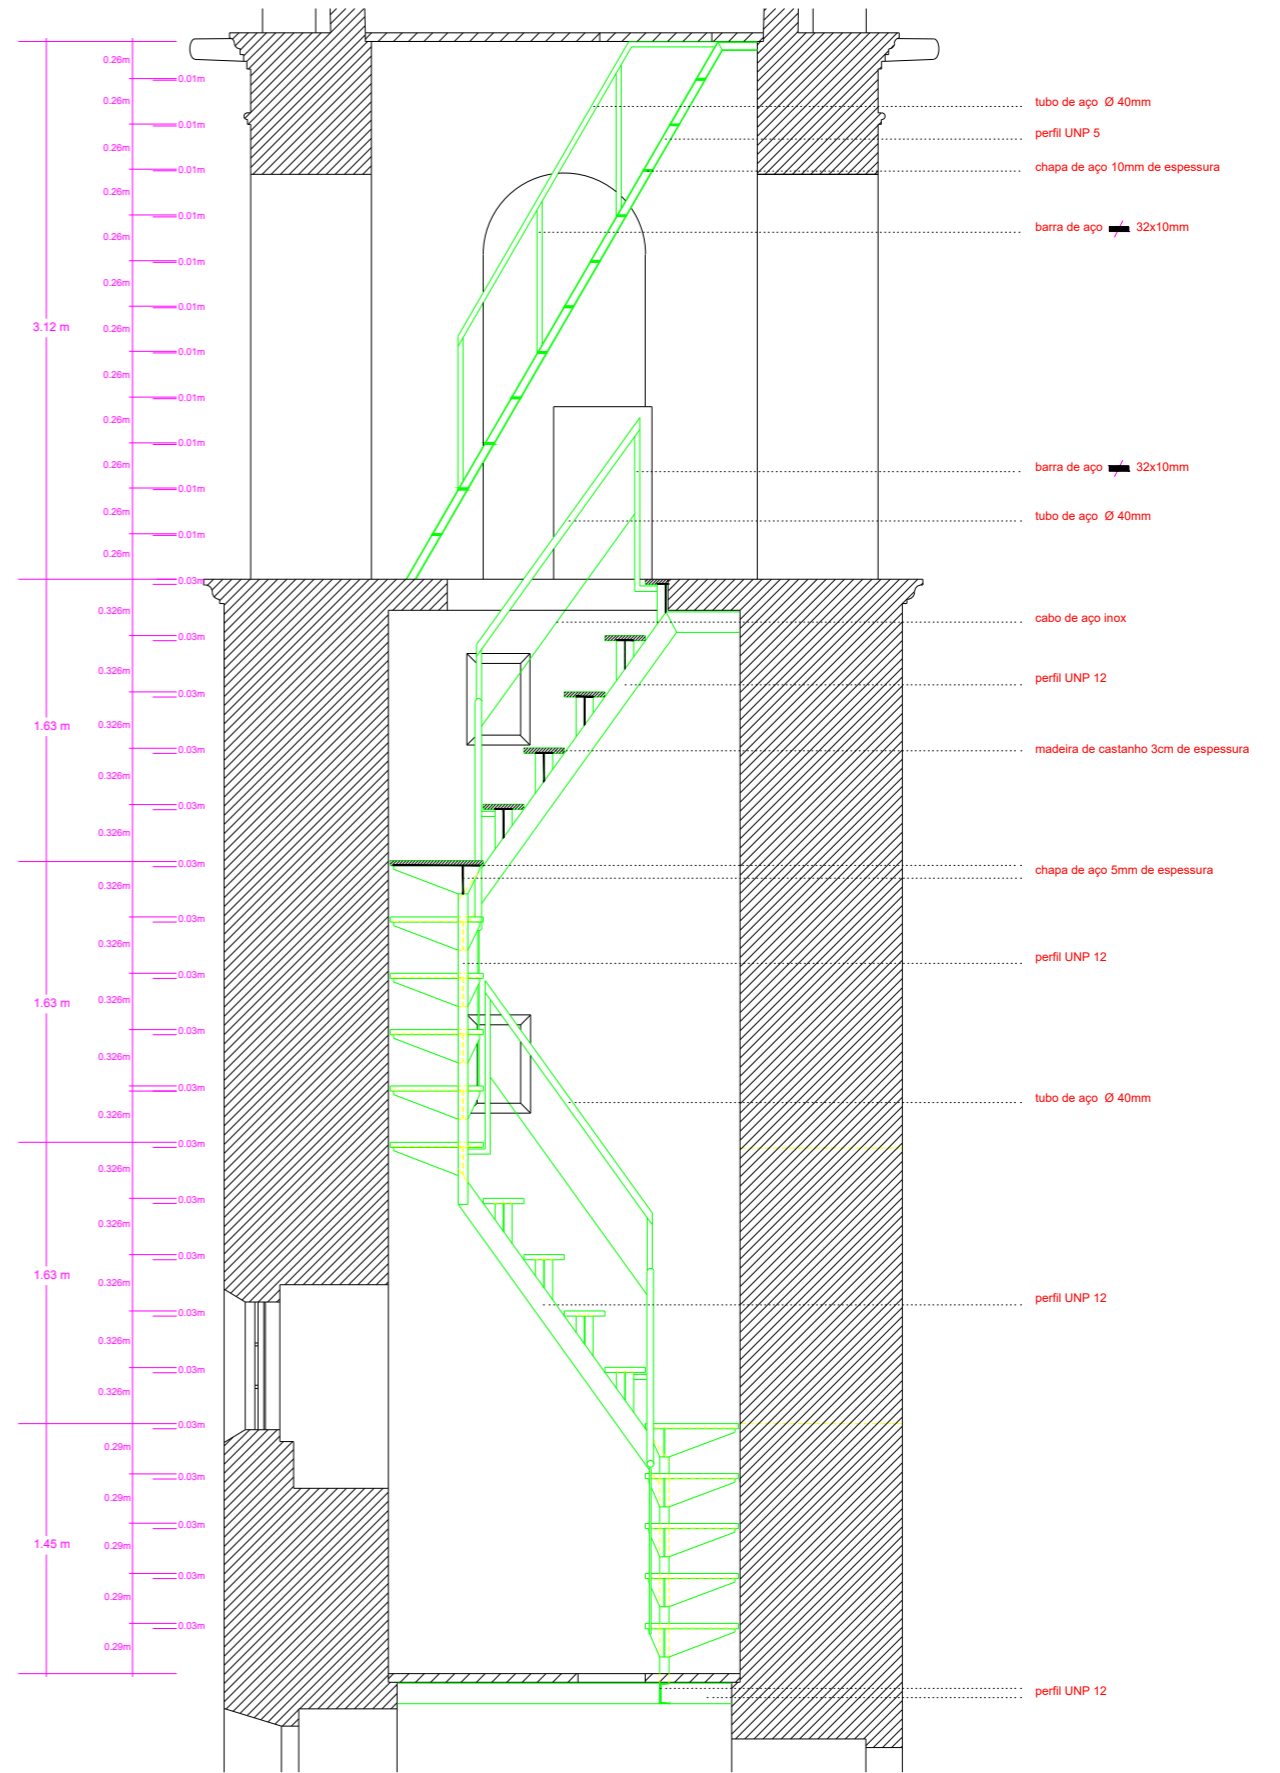 0.26m
0.01m
0.26m
tubo de aço Ø 40mm
0.01m
perfil UNP 5
0.26m
chapa de aço 10mm de espessura
0.01m
0.26m
0.01m
barra de aço 32x10mm
0.26m
0.01m
0.26m
0.01m
3.12 m
0.26m
0.01m
0.26m
0.01m
0.26m
0.01m
0.26m
barra de aço 32x10mm
0.01m
0.26m
tubo de aço Ø 40mm
0.01m
0.26m
0.03m
0.326m
cabo de aço inox
0.03m
0.326m
perfil UNP 12
0.03m
1.63 m
0.326m
0.03m
madeira de castanho 3cm de espessura
0.326m
0.03m
0.326m
0.03m
chapa de aço 5mm de espessura
0.326m
0.03m
0.326m
perfil UNP 12
0.03m
1.63 m
0.326m
0.03m
0.326m
0.03m
tubo de aço Ø 40mm
0.326m
0.03m
0.326m
0.03m
0.326m
0.03m
1.63 m
0.326m
perfil UNP 12
0.03m
0.326m
0.03m
0.326m
0.03m
0.29m
0.03m
0.29m
0.03m
1.45 m
0.29m
0.03m
0.29m
0.03m
0.29m
perfil UNP 12